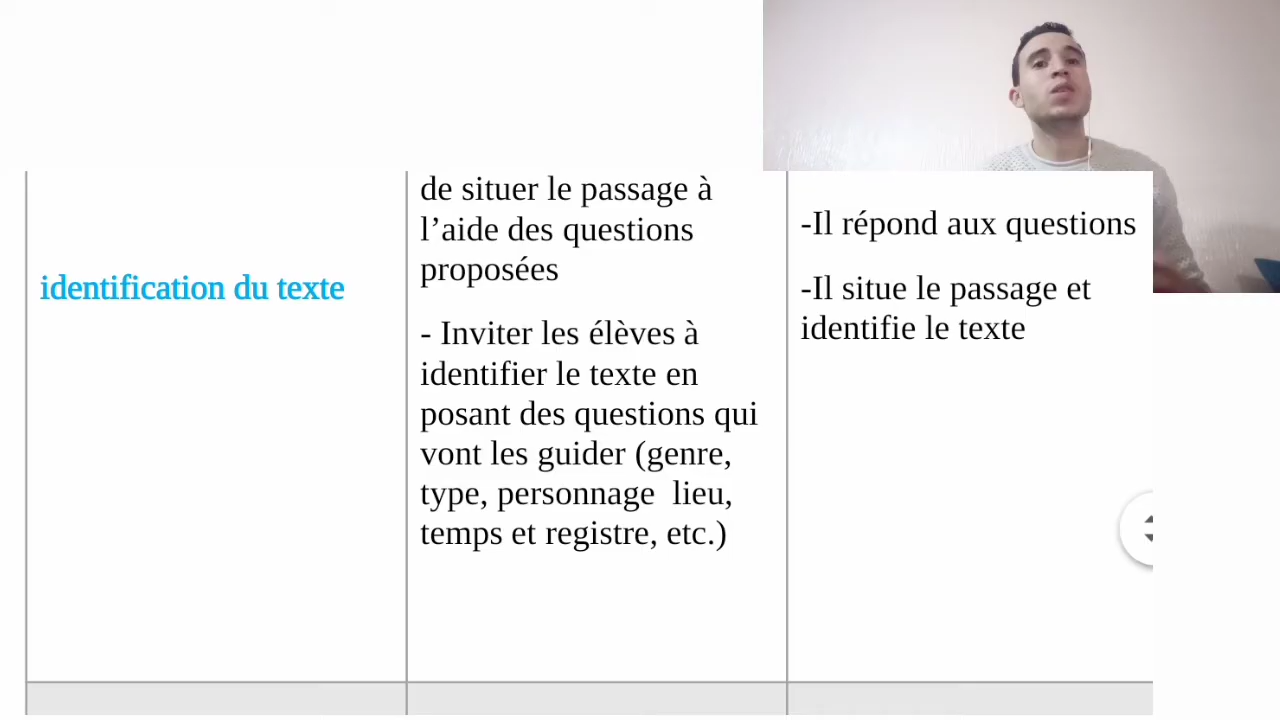 identification du texte
de situer le passage à
l’aide des questions
proposées
- Inviter les élèves à
identifier le texte en
posant des questions qui
vont les guider (genre,
type, personnage  lieu,
temps et registre, etc.)
-Il répond aux questions
-Il situe le passage et
identifie le texte